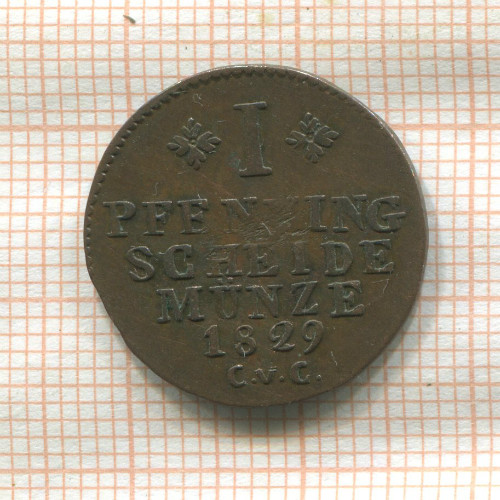 I
PFENNING
SCHEIDE
MÜNZE
1829
C.v.C.